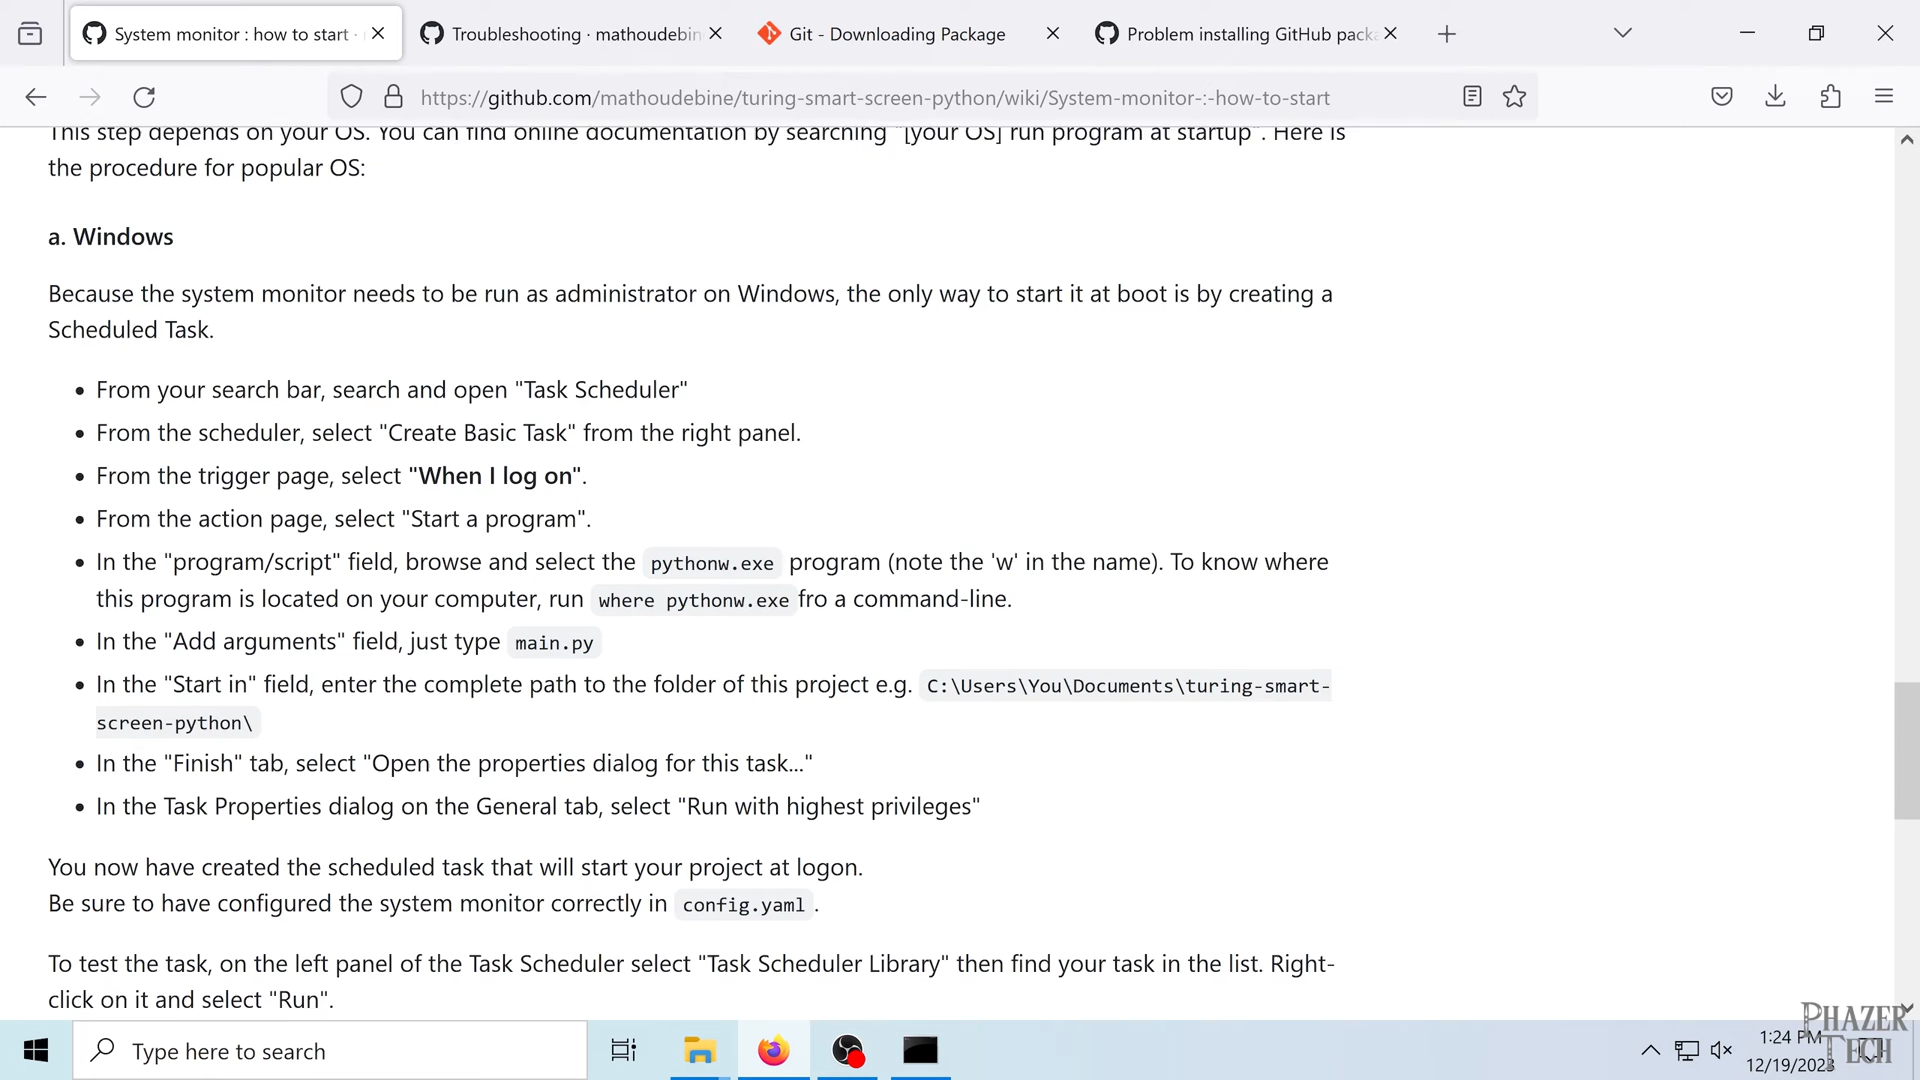 System monitor : how to start ·
Troubleshooting · mathoudebin
Git - Downloading Package
Problem installing GitHub pack
https://github.com/mathoudebine/turing-smart-screen-python/wiki/System-monitor-:-how-to-start
This step depends on your OS. You can find online documentation by searching "[your OS] run program at startup". Here is
the procedure for popular OS:
a. Windows
Because the system monitor needs to be run as administrator on Windows, the only way to start it at boot is by creating a
Scheduled Task.
• From your search bar, search and open "Task Scheduler"
• From the scheduler, select "Create Basic Task" from the right panel.
• From the trigger page, select "When I log on".
• From the action page, select "Start a program".
• In the "program/script" field, browse and select the pythonw.exe program (note the 'w' in the name). To know where
this program is located on your computer, run where pythonw.exe fro a command-line.
• In the "Add arguments" field, just type main.py
• In the "Start in" field, enter the complete path to the folder of this project e.g. C:\Users\You\Documents\turing-smart-
screen-python\
• In the "Finish" tab, select "Open the properties dialog for this task..."
• In the Task Properties dialog on the General tab, select "Run with highest privileges"
You now have created the scheduled task that will start your project at logon.
Be sure to have configured the system monitor correctly in config.yaml.
To test the task, on the left panel of the Task Scheduler select "Task Scheduler Library" then find your task in the list. Right-
click on it and select "Run".
Type here to search
1:24 PM
12/19/2023
PHAZER
TECH